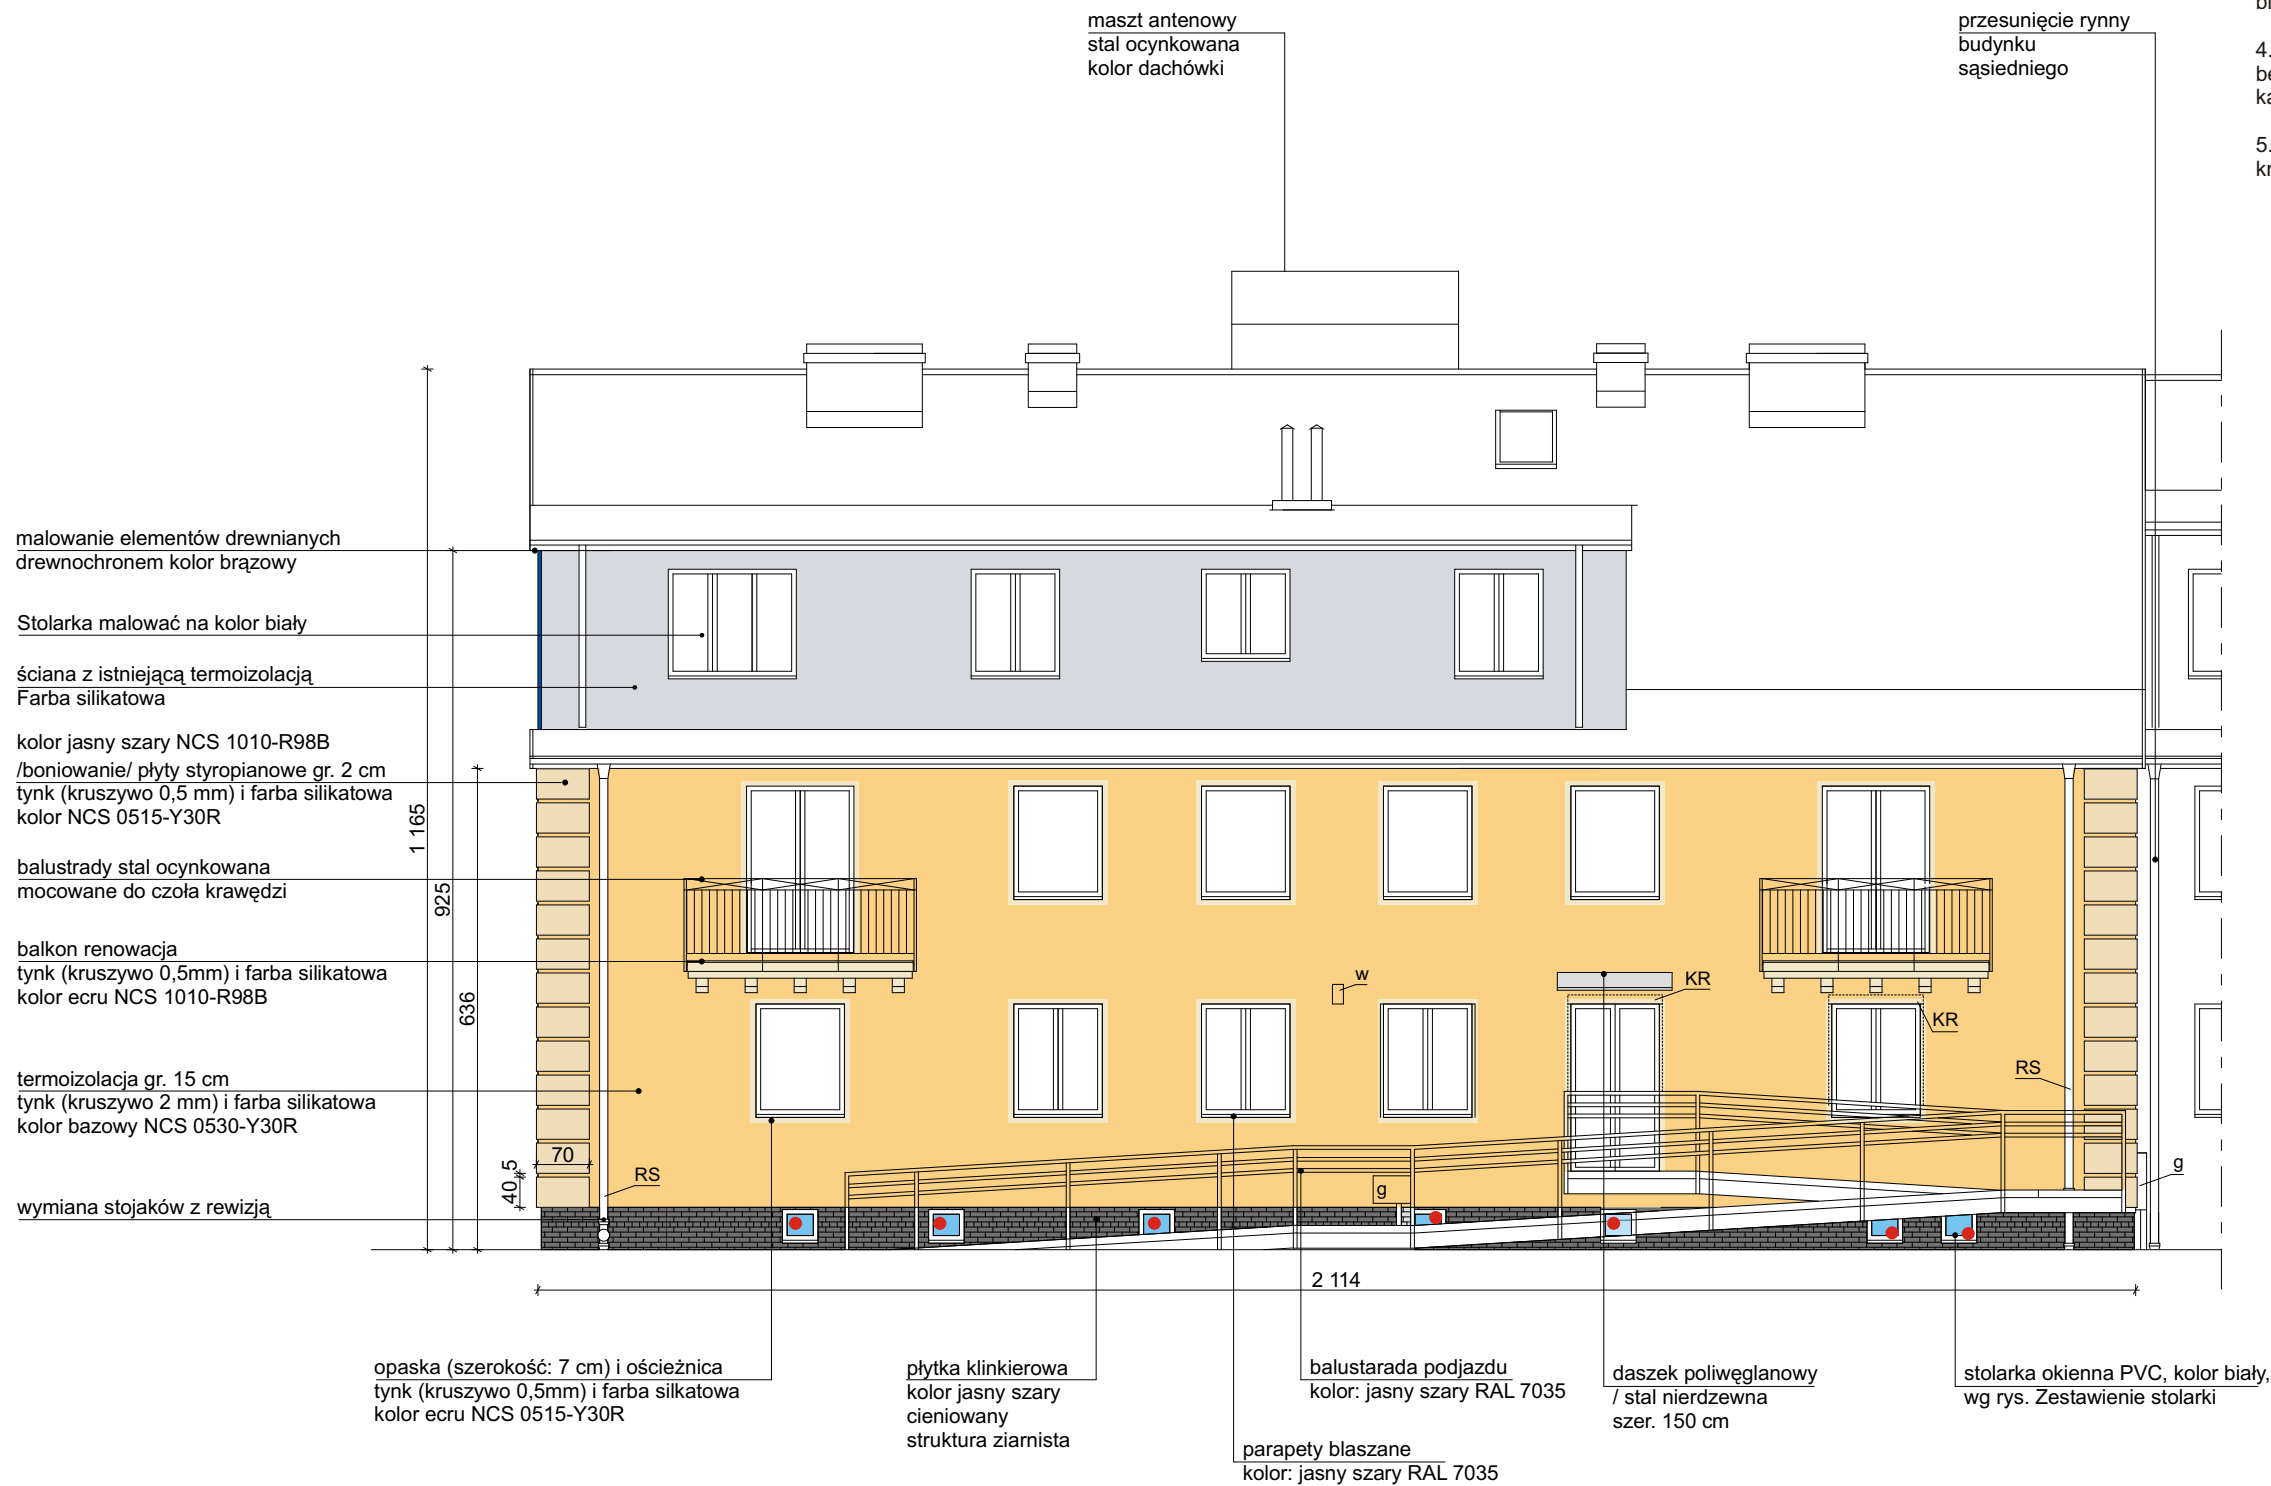 maszt antenowy
stal ocynkowana
kolor dachówki
przesunięcie rynny
budynku
sąsiedniego
4.
5.
malowanie elementów drewnianych
drewnochronem kolor brązowy
Stolarka malować na kolor biały
ściana z istniejącą termoizolacją
Farba silikatowa
kolor jasny szary NCS 1010-R98B
/boniowanie/ płyty styropianowe gr. 2 cm
tynk (kruszywo 0,5 mm) i farba silikatowa
kolor NCS 0515-Y30R
balustrady stal ocynkowana
mocowane do czoła krawędzi
balkon renowacja
tynk (kruszywo 0,5mm) i farba silikatowa
kolor ecru NCS 1010-R98B
termoizolacja gr. 15 cm
tynk (kruszywo 2 mm) i farba silikatowa
kolor bazowy NCS 0530-Y30R
wymiana stojaków z rewizją
1 165
925
636
40
5
70
RS
w
KR
KR
RS
g
g
2 114
opaska (szerokość: 7 cm) i ościeżnica
tynk (kruszywo 0,5mm) i farba silkatowa
kolor ecru NCS 0515-Y30R
płytka klinkierowa
kolor jasny szary
cieniowany
struktura ziarnista
parapety blaszane
kolor: jasny szary RAL 7035
balustarada podjazdu
kolor: jasny szary RAL 7035
daszek poliwęglanowy
/ stal nierdzewna
szer. 150 cm
stolarka okienna PVC, kolor biały,
wg rys. Zestawienie stolarki